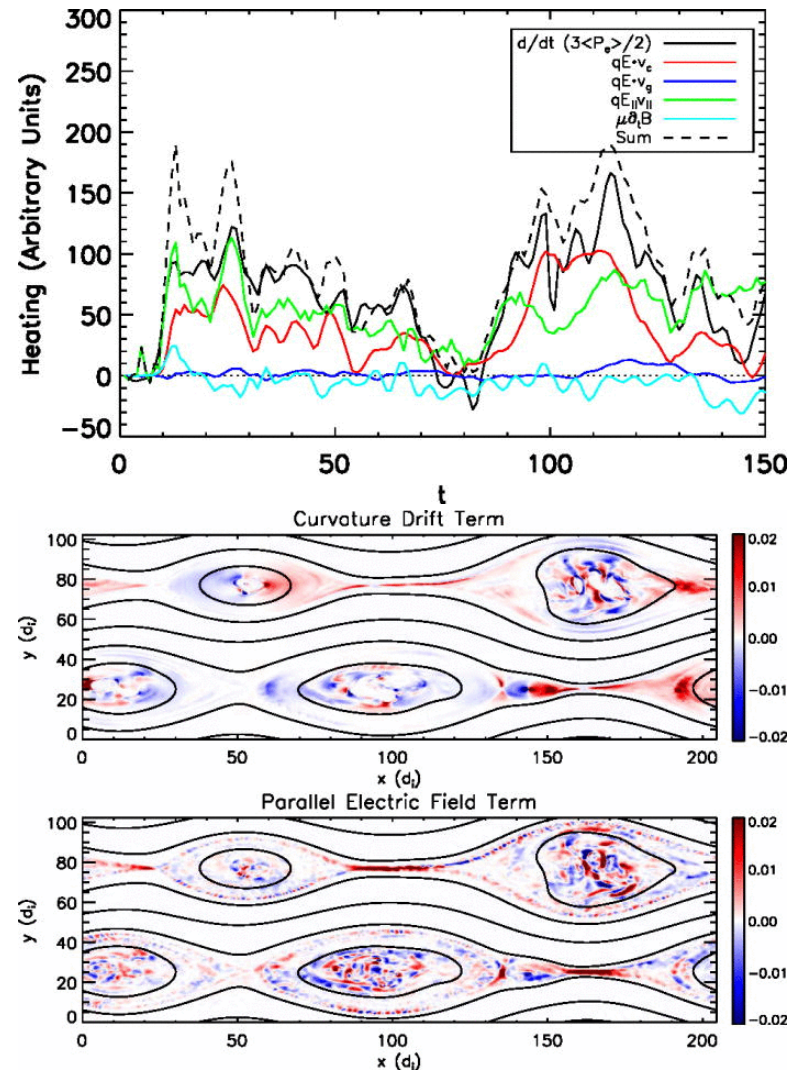 300
250
200
150
100
50
0
−50
Heating (Arbitrary Units)
d/dt (3<Pe>/2)
qE•vc
qE•vg
qE||v||
μ∂tB
Sum
0 50 100 150
t
Curvature Drift Term
100
80
60
40
20
0
y (di)
0 50 100 150 200
x (di)
0.02
0.01
0.00
−0.01
−0.02
Parallel Electric Field Term
100
80
60
40
20
0
y (di)
0 50 100 150 200
x (di)
0.02
0.01
0.00
−0.01
−0.02